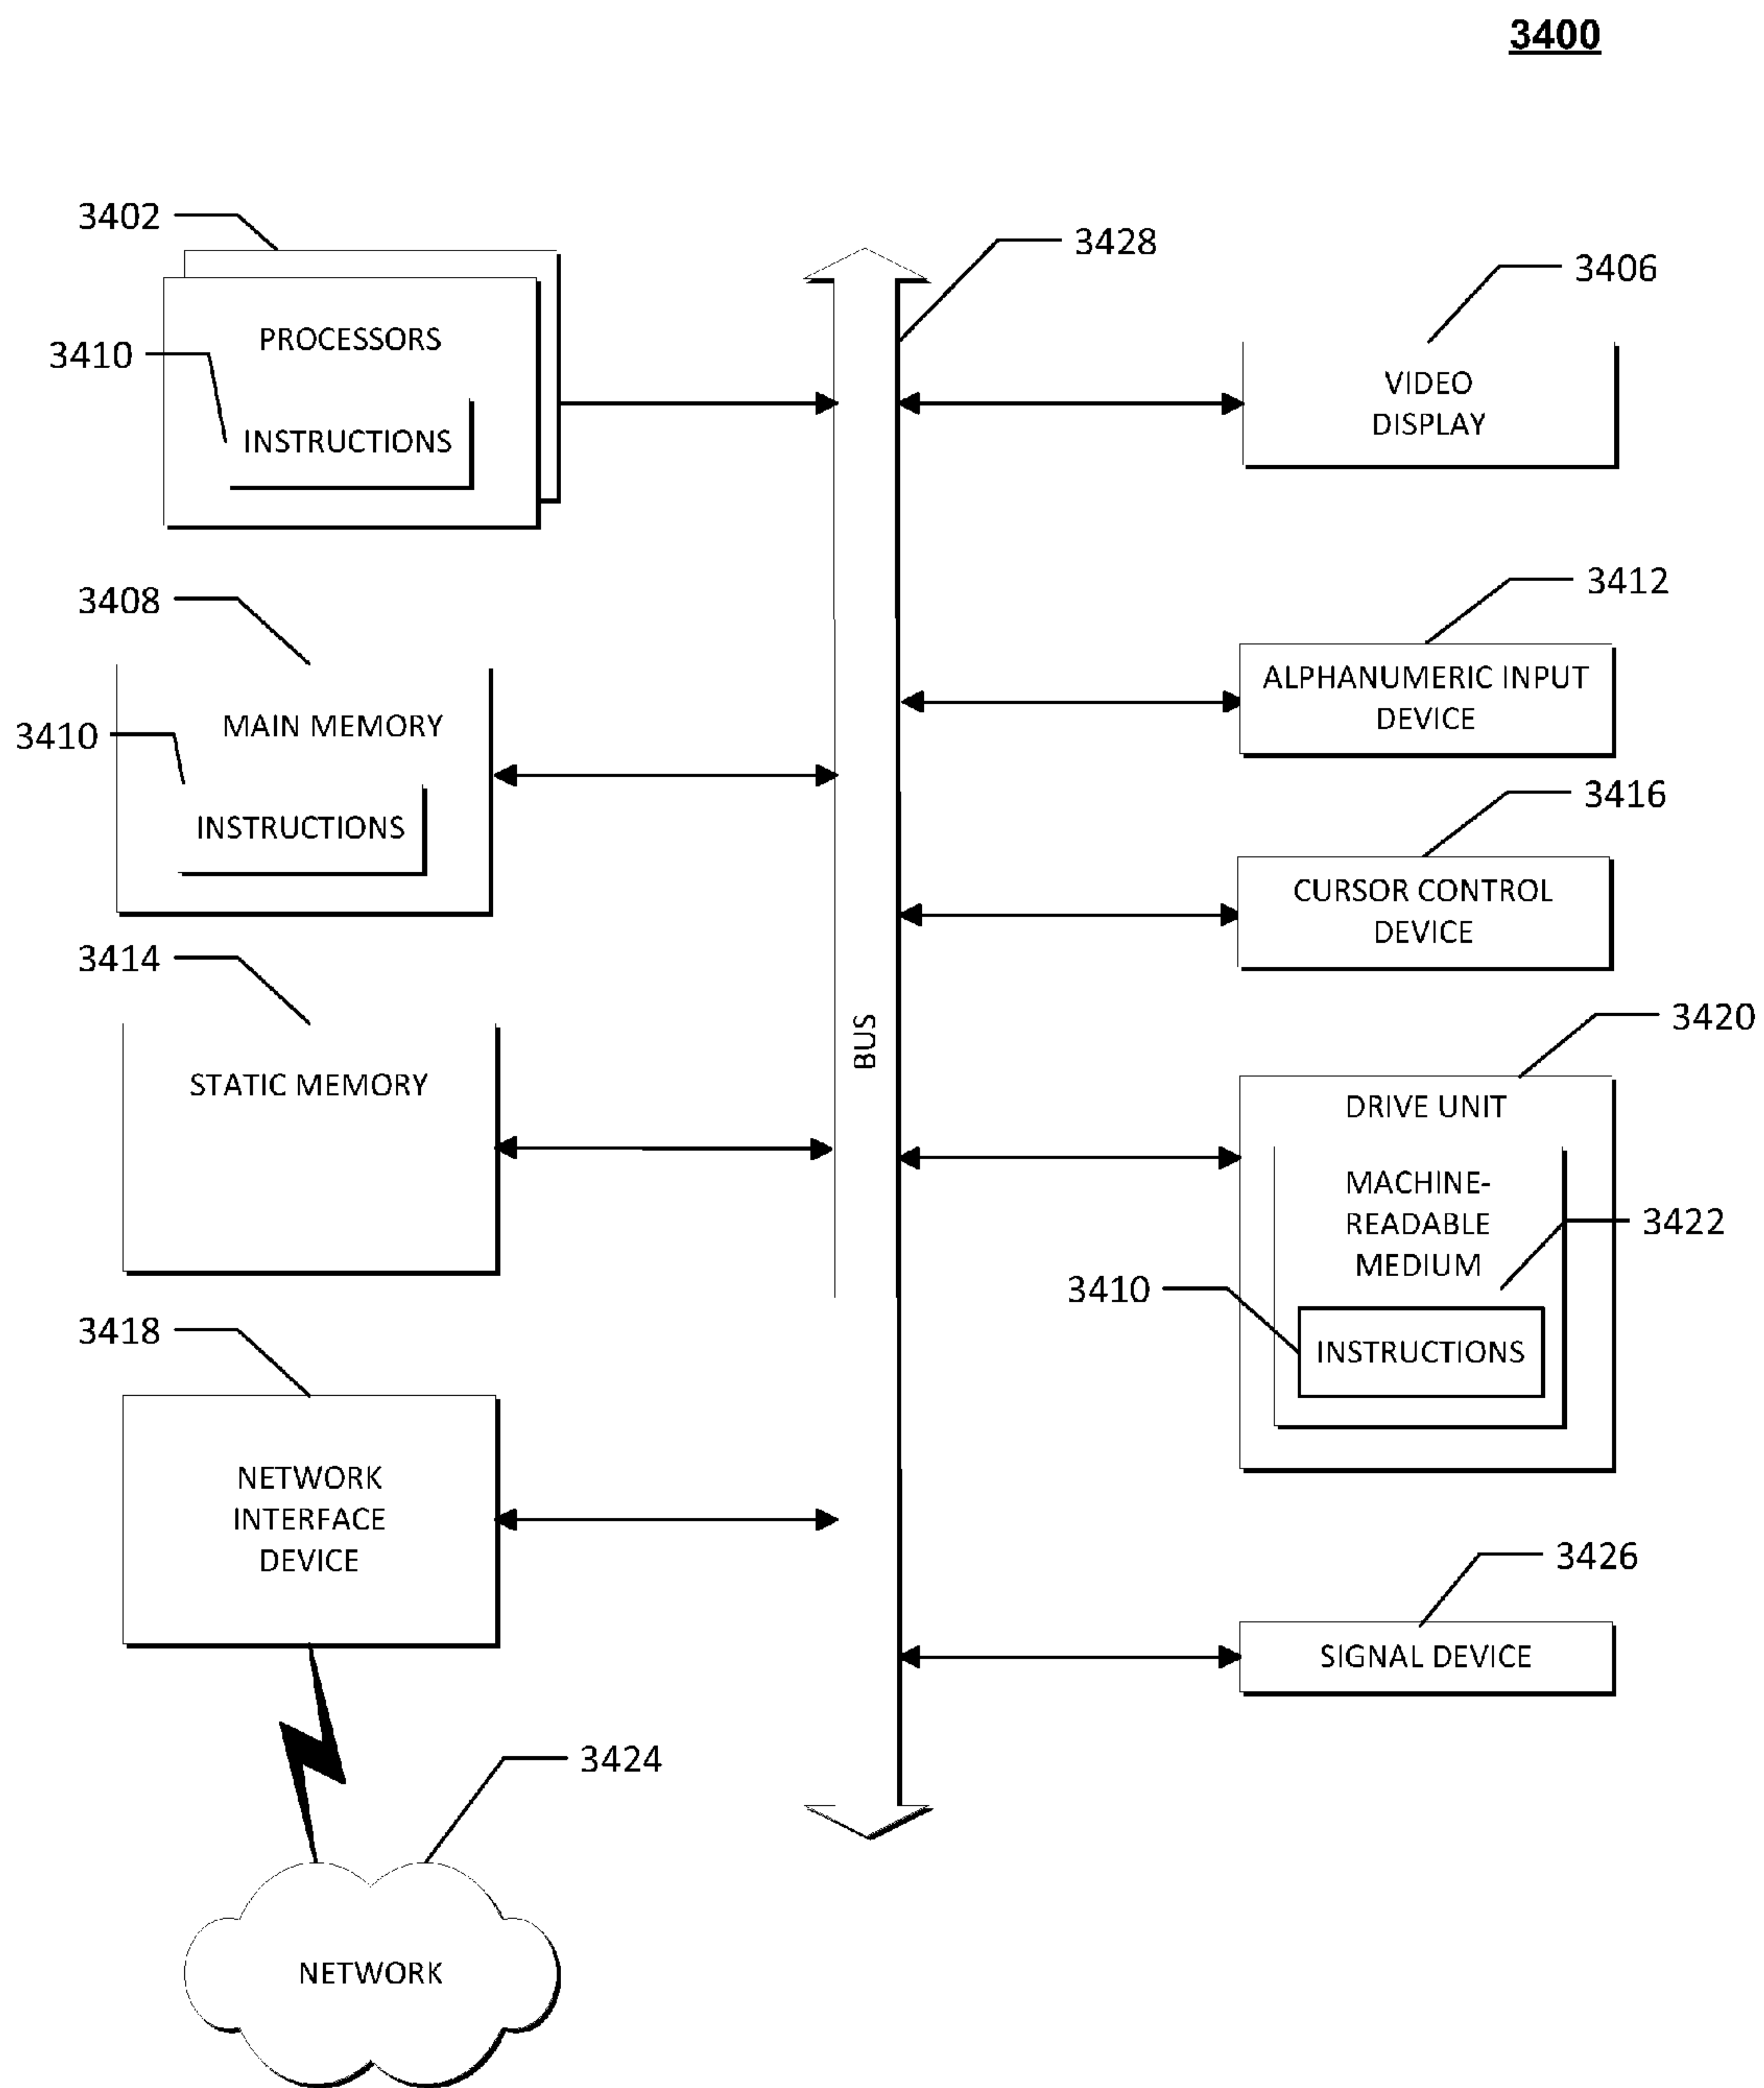 3400
3402
PROCESSORS
3410
INSTRUCTIONS
3408
MAIN MEMORY
3410
INSTRUCTIONS
3414
STATIC MEMORY
3418
NETWORK
INTERFACE
DEVICE
3424
NETWORK
3428
BUS
3406
VIDEO
DISPLAY
3412
ALPHANUMERIC INPUT
DEVICE
3416
CURSOR CONTROL
DEVICE
3420
DRIVE UNIT
MACHINE-
READABLE
MEDIUM
3422
3410
INSTRUCTIONS
3426
SIGNAL DEVICE